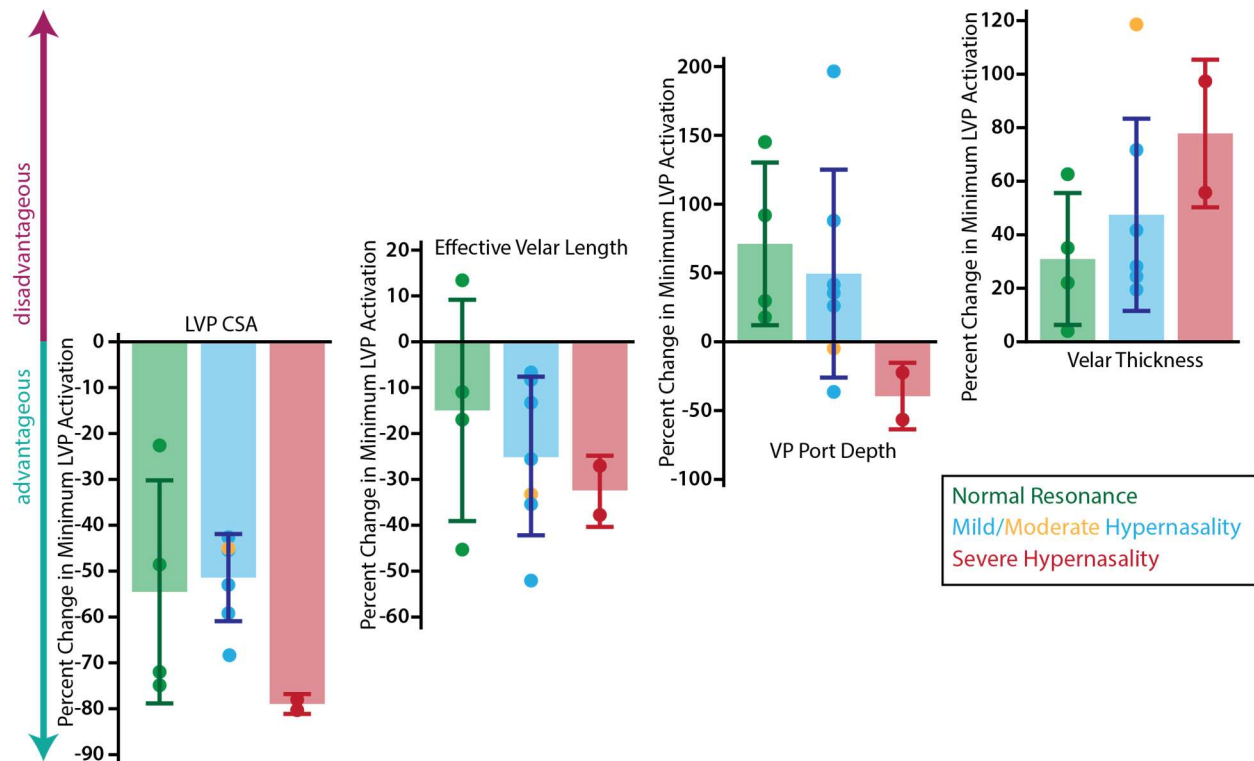 disadvantageous
advantageous
LVP CSA
Percent Change in Minimum LVP Activation
0
-10
-20
-30
-40
-50
-60
-70
-80
-90
Effective Velar Length
Percent Change in Minimum LVP Activation
20
10
0
-10
-20
-30
-40
-50
-60
Percent Change in Minimum LVP Activation
200
150
100
50
0
-50
-100
VP Port Depth
Percent Change in Minimum LVP Activation
120
100
80
60
40
20
0
Velar Thickness
Normal Resonance
Mild/Moderate Hypernasality
Severe Hypernasality